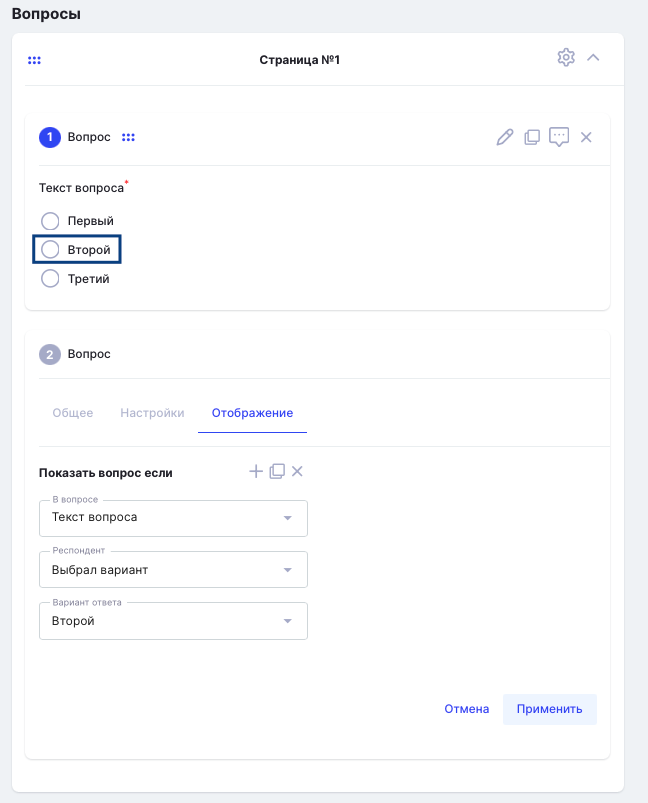 Вопросы
Страница №1
1 Вопрос
Текст вопроса*
Первый
Второй
Третий
2 Вопрос
Общее Настройки Отображение
Показать вопрос если
В вопросе
Текст вопроса
Респондент
Выбрал вариант
Вариант ответа
Второй
Отмена Применить